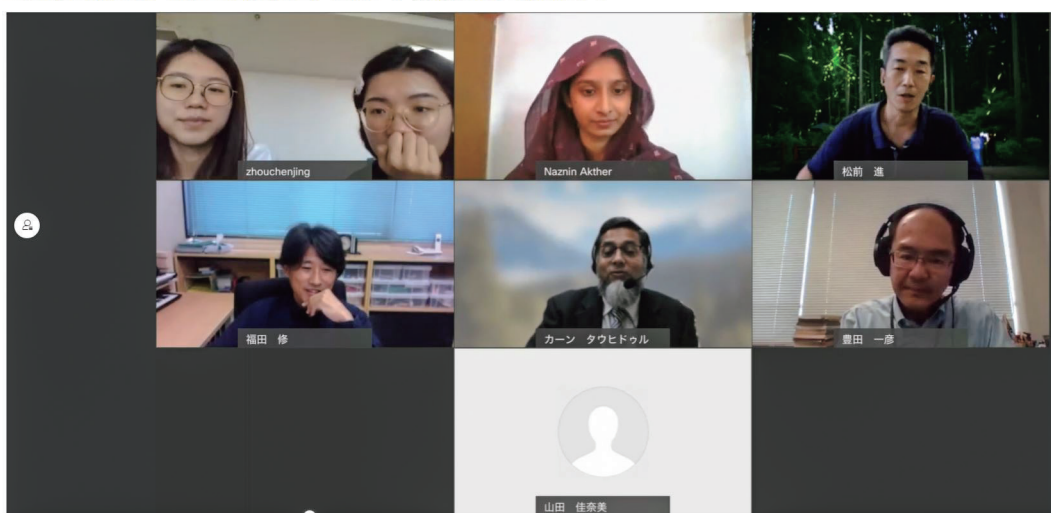 zhouchenjing
Naznin Akther
松前　進
福田　修
カーン　タウヒドゥル
豊田　一彦
山田　佳奈美